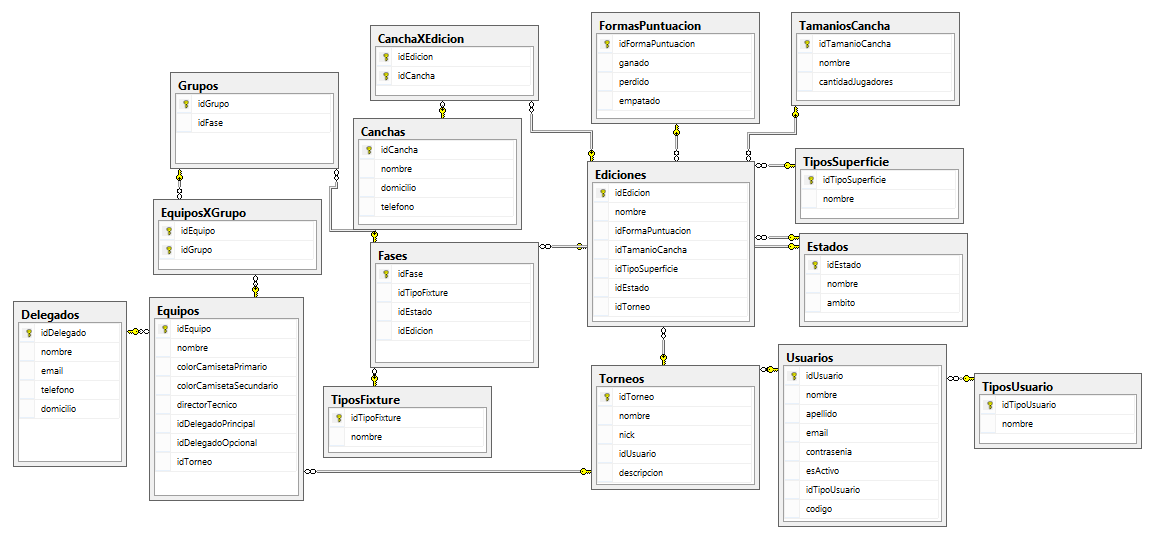 CanchaXEdicion
idEdicion
idCancha
FormasPuntuacion
idFormaPuntuacion
ganado
perdido
empatado
TamaniosCancha
idTamanioCancha
nombre
cantidadJugadores
Grupos
idGrupo
idFase
Canchas
idCancha
nombre
domicilio
telefono
Ediciones
idEdicion
nombre
idFormaPuntuacion
idTamanioCancha
idTipoSuperficie
idEstado
idTorneo
TiposSuperficie
idTipoSuperficie
nombre
EquiposXGrupo
idEquipo
idGrupo
Fases
idFase
idTipoFixture
idEstado
idEdicion
Estados
idEstado
nombre
ambito
Delegados
idDelegado
nombre
email
telefono
domicilio
Equipos
idEquipo
nombre
colorCamisetaPrimario
colorCamisetaSecundario
directorTecnico
idDelegadoPrincipal
idDelegadoOpcional
idTorneo
TiposFixture
idTipoFixture
nombre
Torneos
idTorneo
nombre
nick
idUsuario
descripcion
Usuarios
idUsuario
nombre
apellido
email
contrasenia
esActivo
idTipoUsuario
codigo
TiposUsuario
idTipoUsuario
nombre